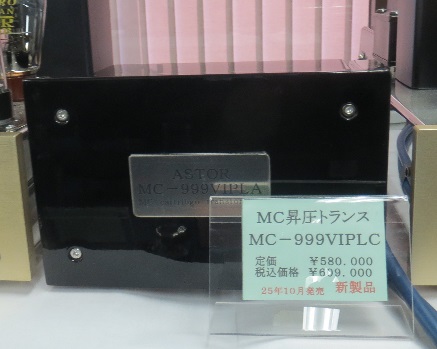 ASTOR
MC-999VIPLA
MC昇圧トランス
MC-999VIPLC
定価 ¥580.000
税込価格 ¥609.000
25年10月発売 新製品